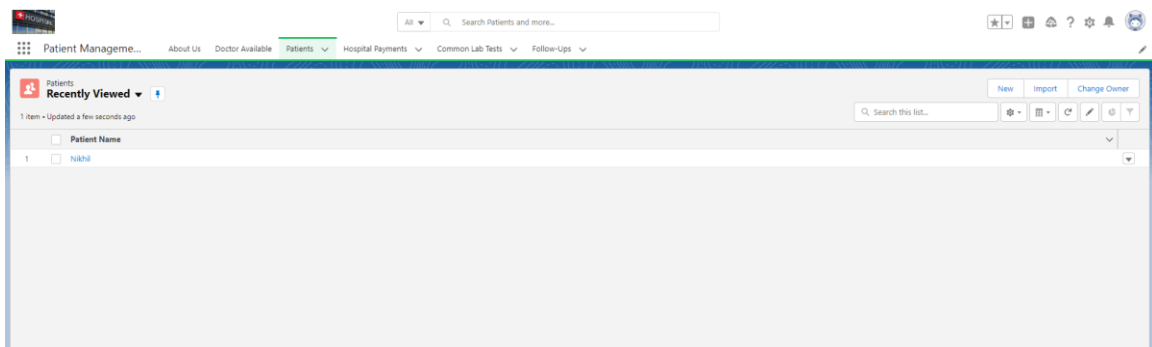 HOSPITAL
All
Search Patients and more...
Patient Manageme...
About Us
Doctor Available
Patients
Hospital Payments
Common Lab Tests
Follow-Ups
Patients
Recently Viewed
New
Import
Change Owner
1 item • Updated a few seconds ago
Search this list...
Patient Name
1
Nikhil